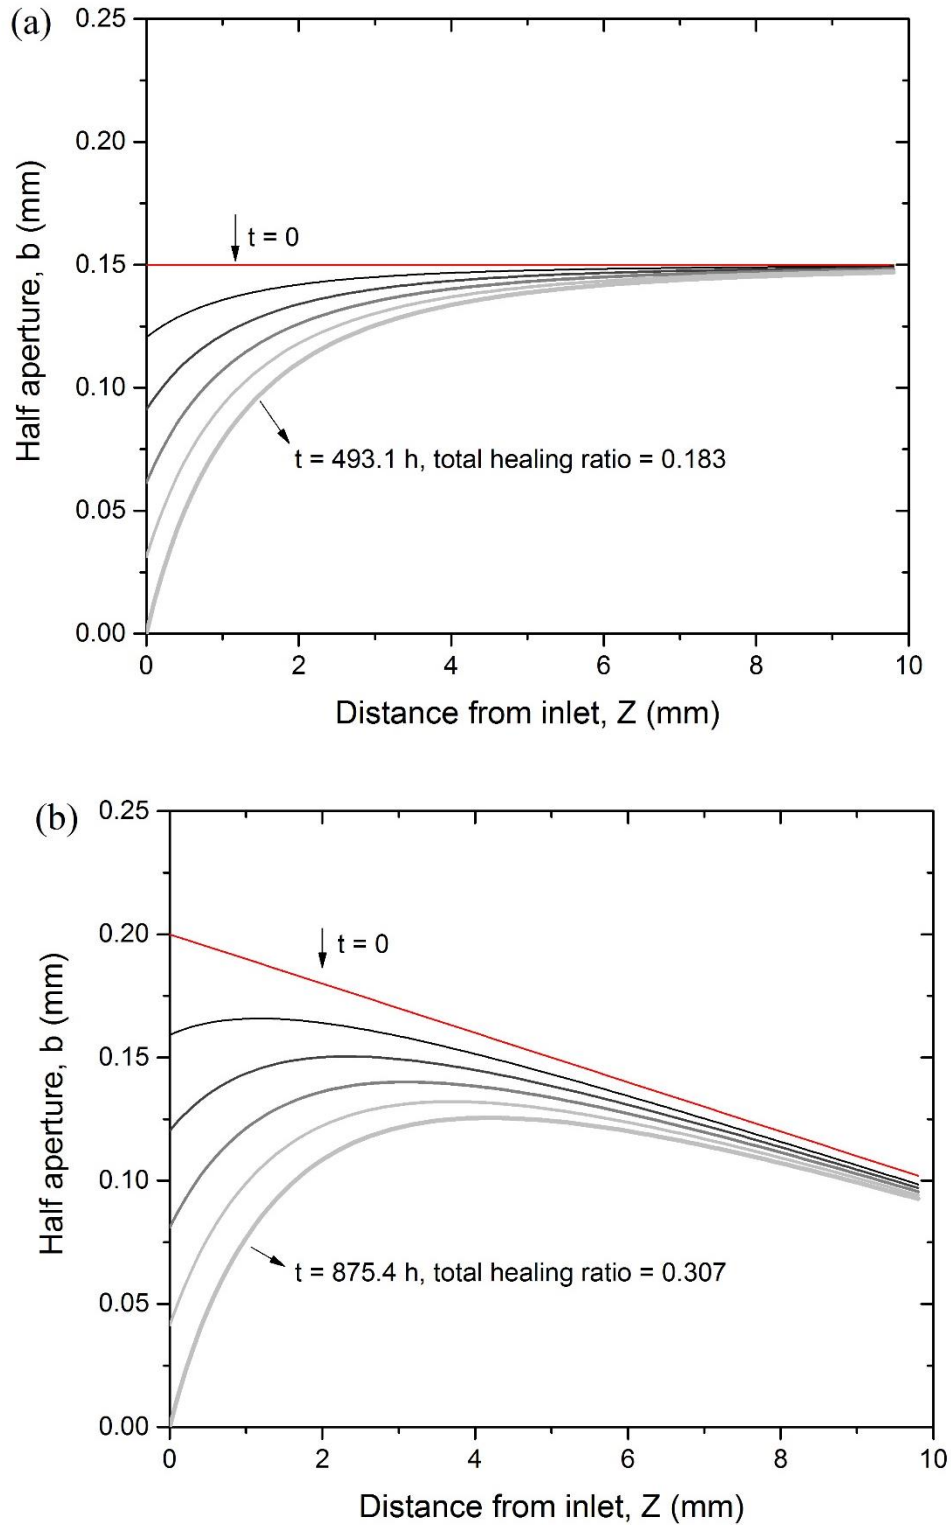 (a)
0.25
0.20
0.15
0.10
0.05
0.00
Half aperture, b (mm)
t = 0
t = 493.1 h, total healing ratio = 0.183
0 2 4 6 8 10
Distance from inlet, Z (mm)
(b)
0.25
0.20
0.15
0.10
0.05
0.00
Half aperture, b (mm)
t = 0
t = 875.4 h, total healing ratio = 0.307
0 2 4 6 8 10
Distance from inlet, Z (mm)